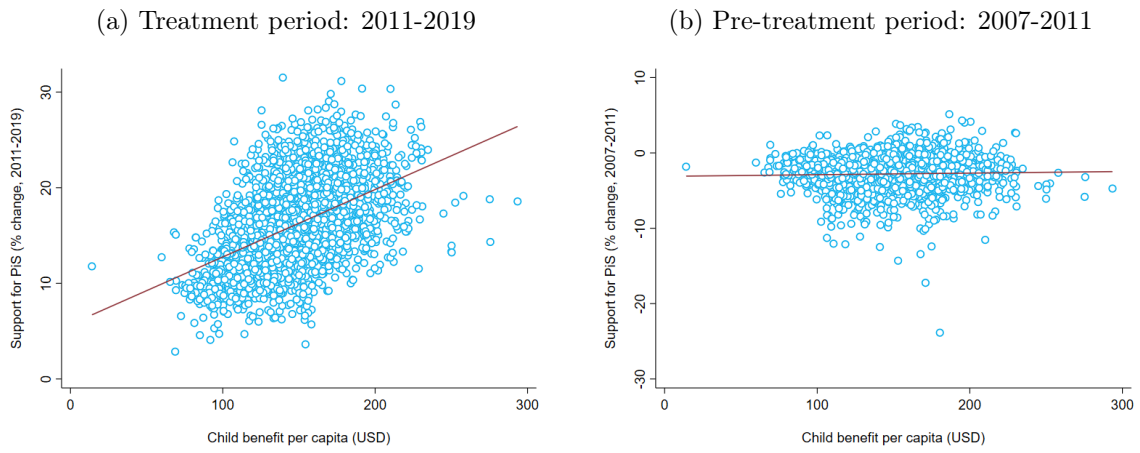 (a) Treatment period: 2011-2019
Support for PiS (% change, 2011-2019)
30
20
10
0
0 100 200 300
Child benefit per capita (USD)
(b) Pre-treatment period: 2007-2011
Support for PiS (% change, 2007-2011)
10
0
-10
-20
-30
0 100 200 300
Child benefit per capita (USD)